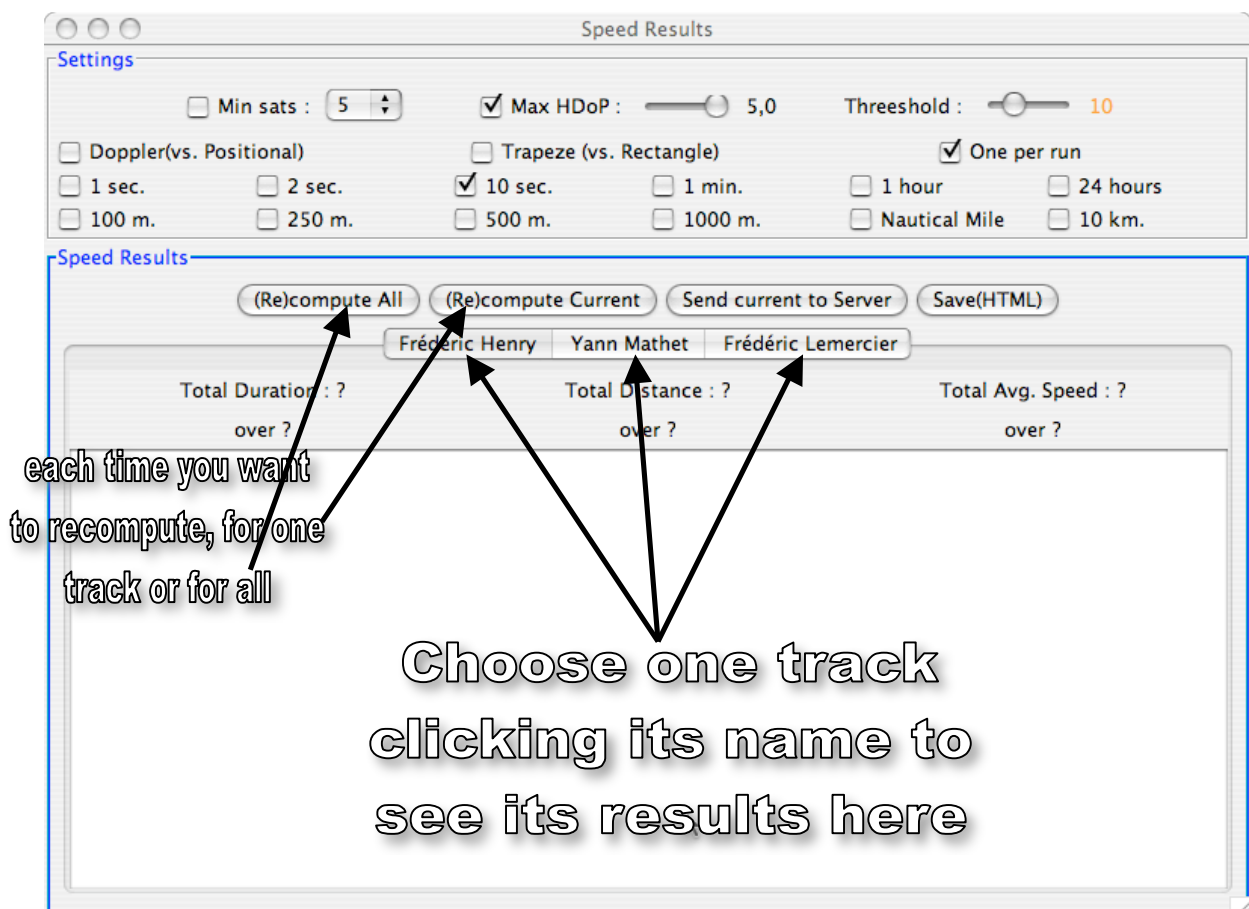 Speed Results
Settings
Min sats : 5 Max HDoP : 5,0 Threeshold : 10
Doppler(vs. Positional) Trapeze (vs. Rectangle) One per run
1 sec. 2 sec. 10 sec. 1 min. 1 hour 24 hours
100 m. 250 m. 500 m. 1000 m. Nautical Mile 10 km.
Speed Results
(Re)compute All (Re)compute Current Send current to Server Save(HTML)
Frédéric Henry Yann Mathet Frédéric Lemercier
Total Duration : ? Total Distance : ? Total Avg. Speed : ?
over ? over ? over ?
each time you want
to recompute, for one
track or for all
Choose one track
clicking its name to
see its results here